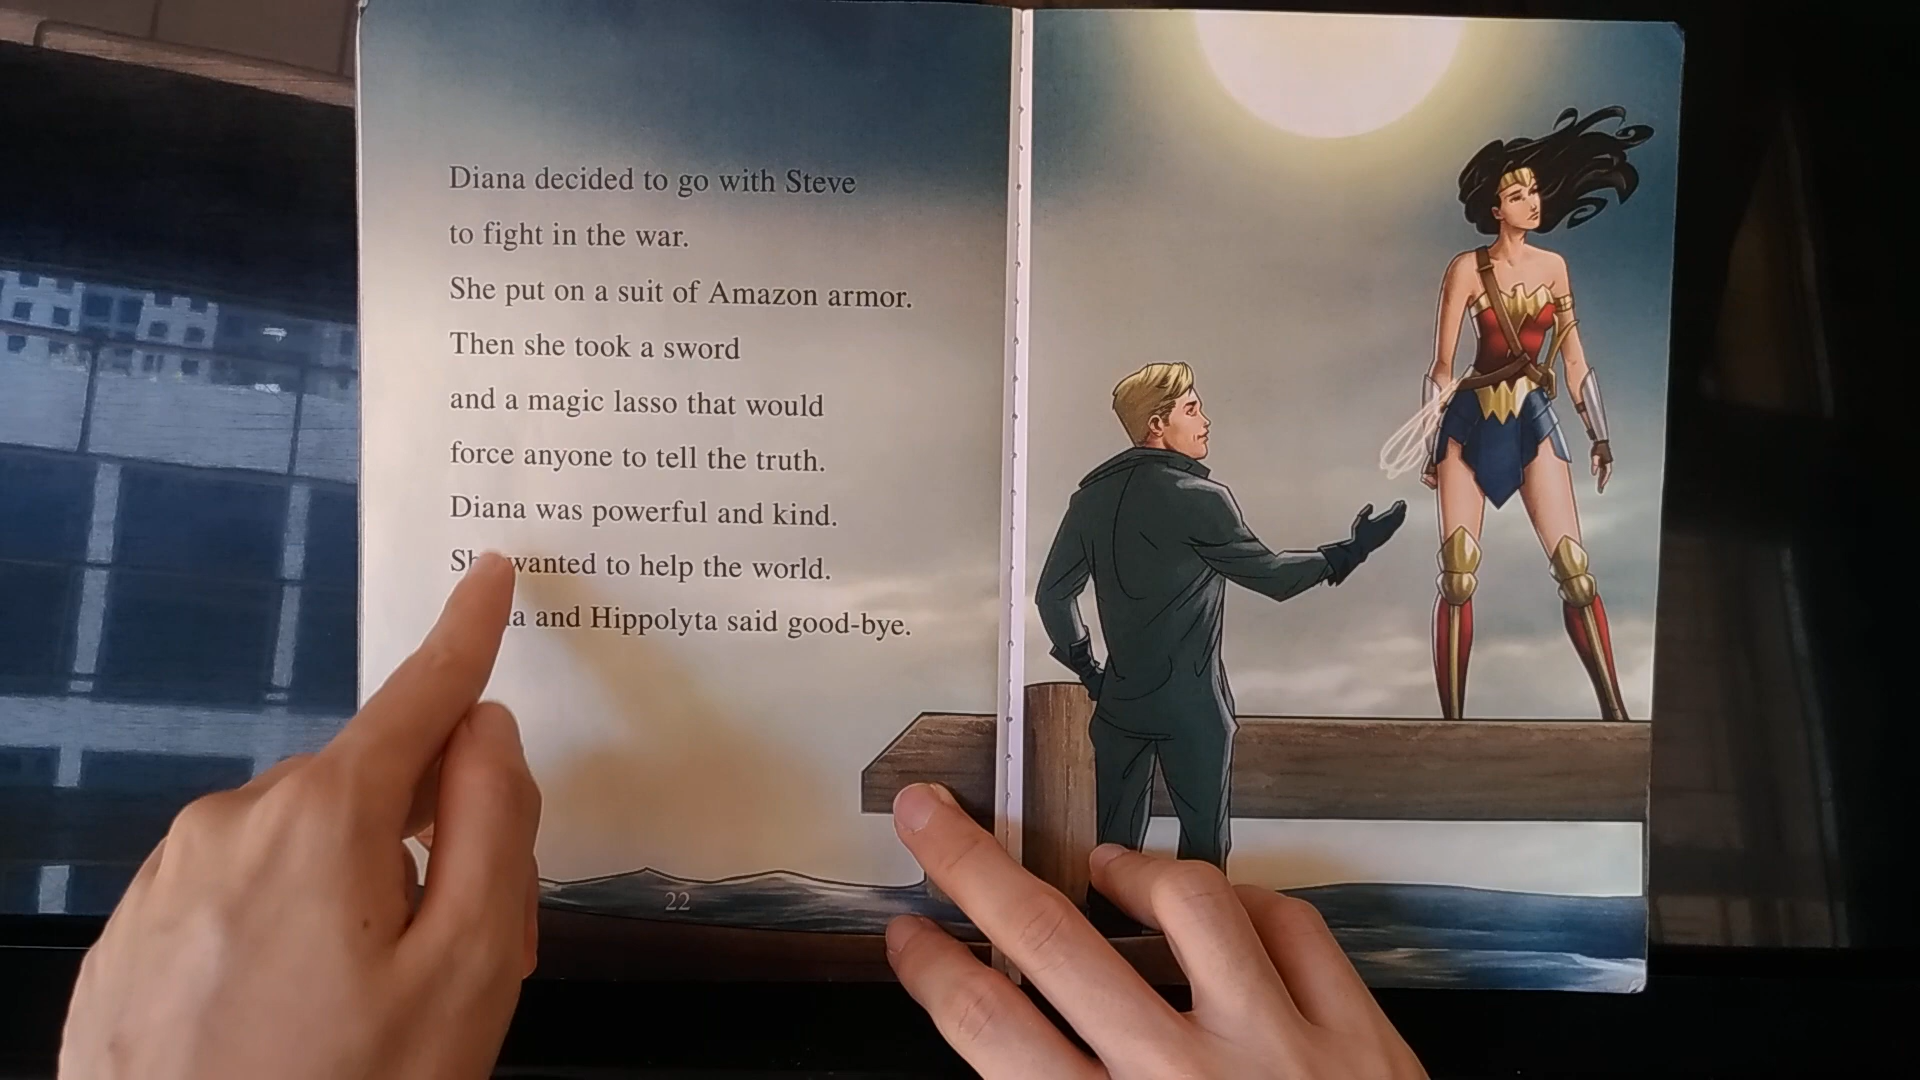 Diana decided to go with Steve
to fight in the war.
She put on a suit of Amazon armor.
Then she took a sword
and a magic lasso that would
force anyone to tell the truth.
Diana was powerful and kind.
She wanted to help the world.
and Hippolyta said good-bye.
22